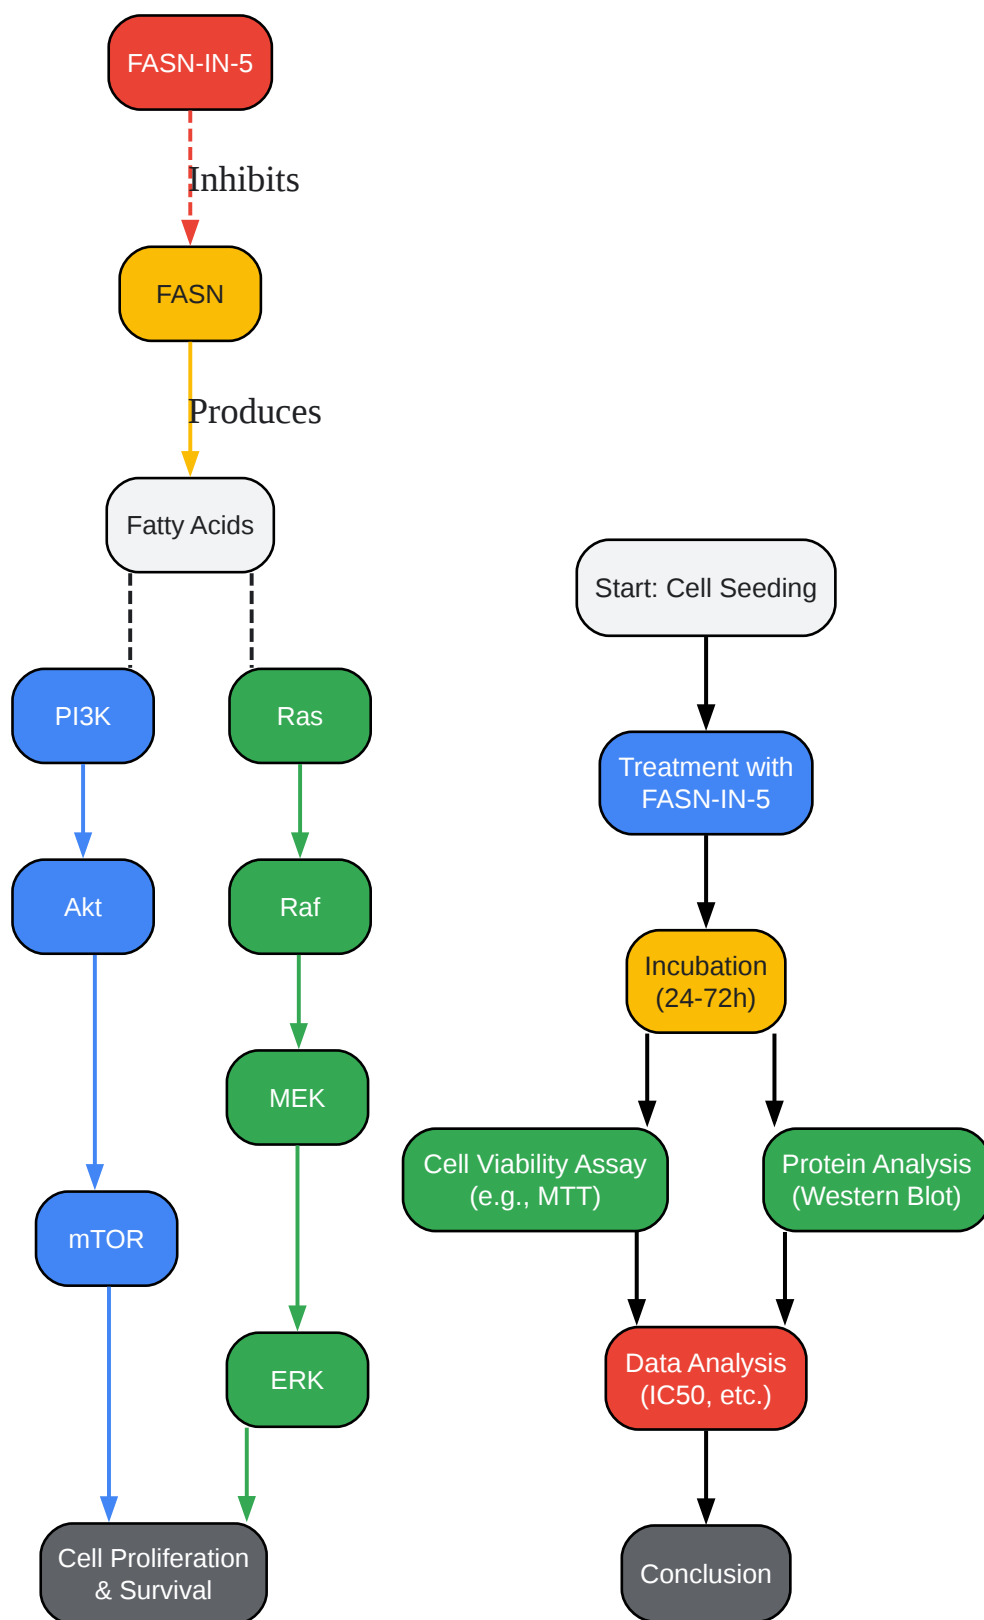 FASN-IN-5
Inhibits
FASN
Produces
Fatty Acids
PI3K
Ras
Akt
Raf
MEK
mTOR
ERK
Cell Proliferation
& Survival
Start: Cell Seeding
Treatment with
FASN-IN-5
Incubation
(24-72h)
Cell Viability Assay
(e.g., MTT)
Protein Analysis
(Western Blot)
Data Analysis
(IC50, etc.)
Conclusion